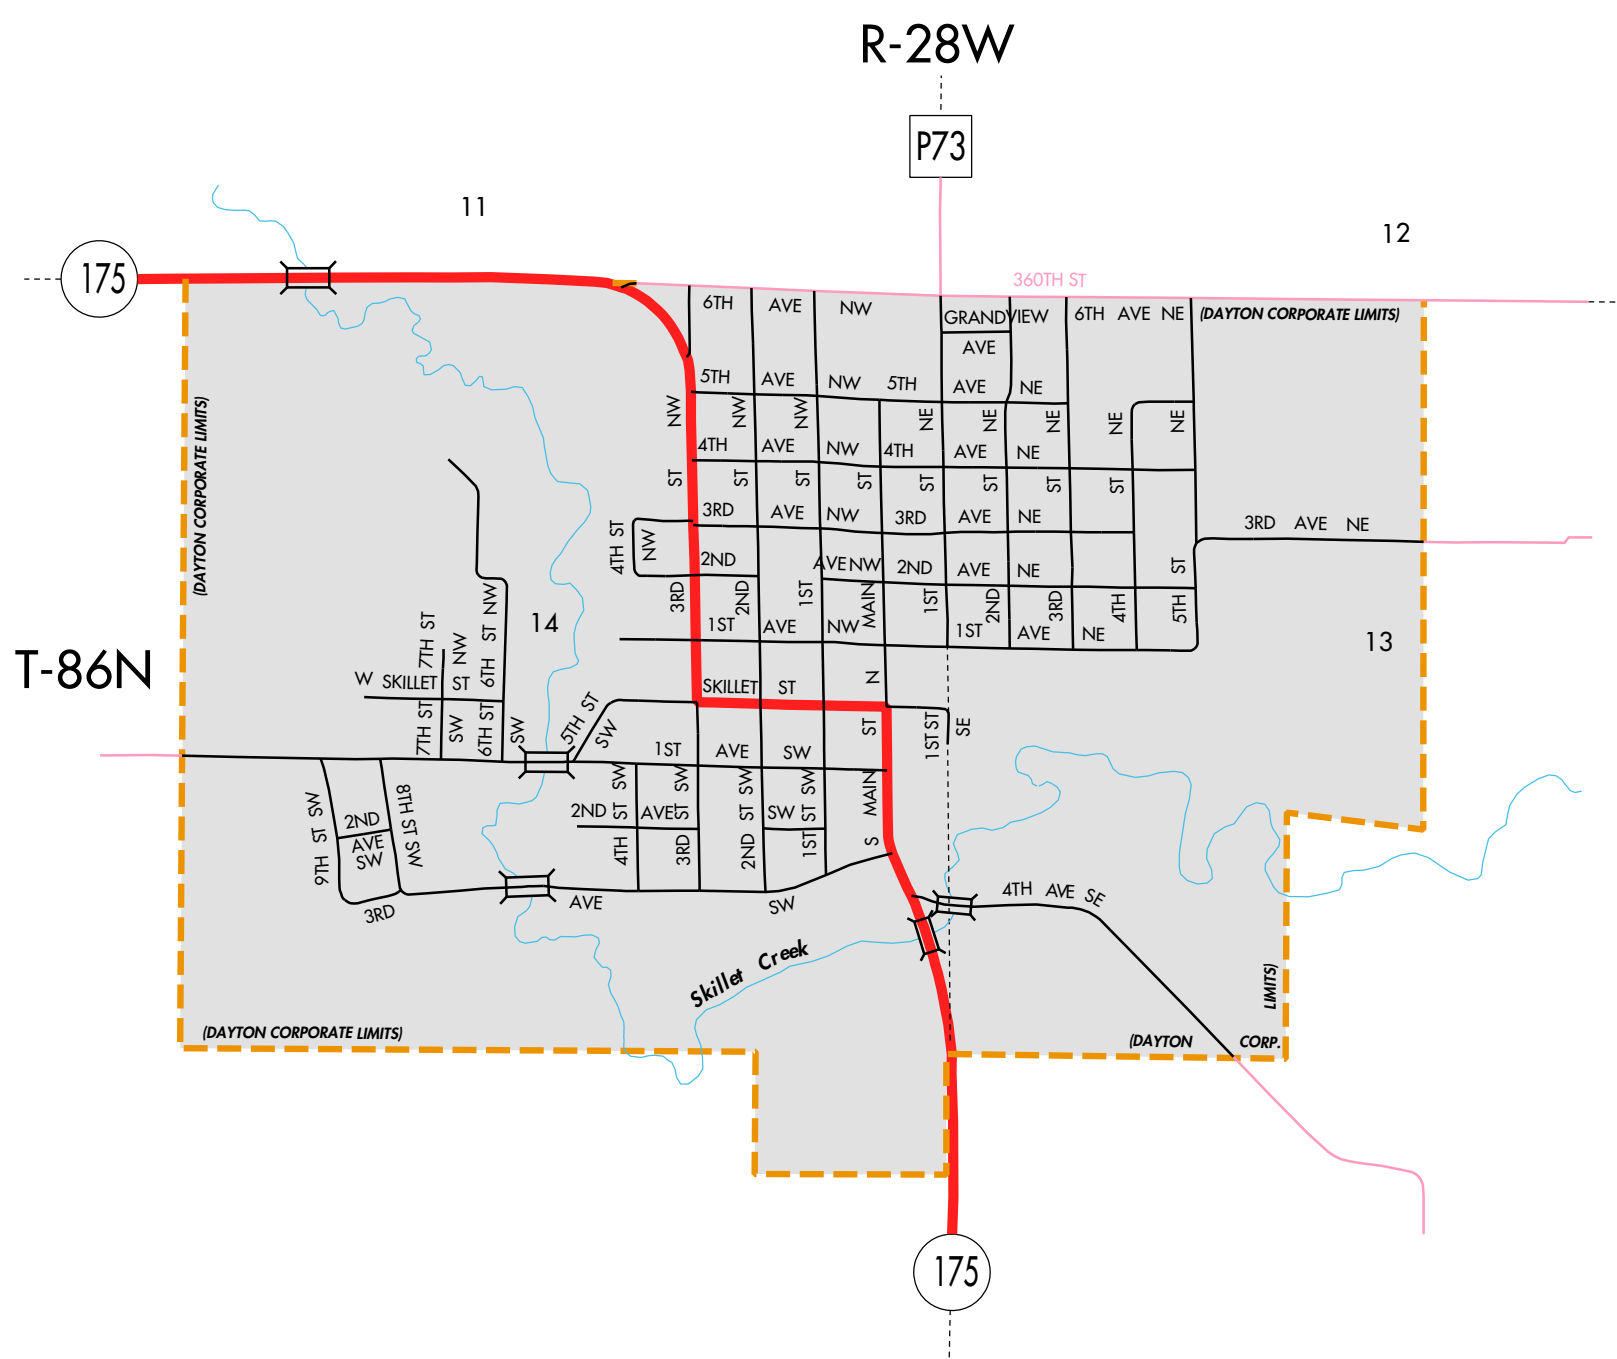 R-28W
P73
11
12
175
360TH ST
6TH AVE NW
GRANDVIEW
AVE
6TH AVE NE
(DAYTON CORPORATE LIMITS)
5TH AVE NW
5TH AVE NE
(DAYTON CORPORATE LIMITS)
3RD ST NW
2ND ST NW
1ST ST NW
MAIN ST N
1ST ST NE
2ND ST NE
3RD ST NE
4TH ST NE
5TH ST NE
4TH AVE NW
4TH AVE NE
3RD AVE NW
3RD AVE NE
3RD AVE NE
4TH ST
NW
2ND AVE NW
2ND AVE NE
1ST AVE NW
1ST AVE NE
14
13
T-86N
7TH ST
NW
6TH ST NW
W SKILLET ST
SKILLET ST
7TH ST
SW
6TH ST
SW
5TH ST
SW
1ST AVE SW
1ST ST
SE
9TH ST SW
8TH ST SW
2ND
AVE
SW
2ND AVE SW
4TH ST SW
3RD ST SW
2ND ST SW
1ST ST SW
S MAIN ST
3RD AVE SW
4TH AVE SE
Skillet Creek
(DAYTON CORPORATE LIMITS)
(DAYTON CORP.
LIMITS)
175